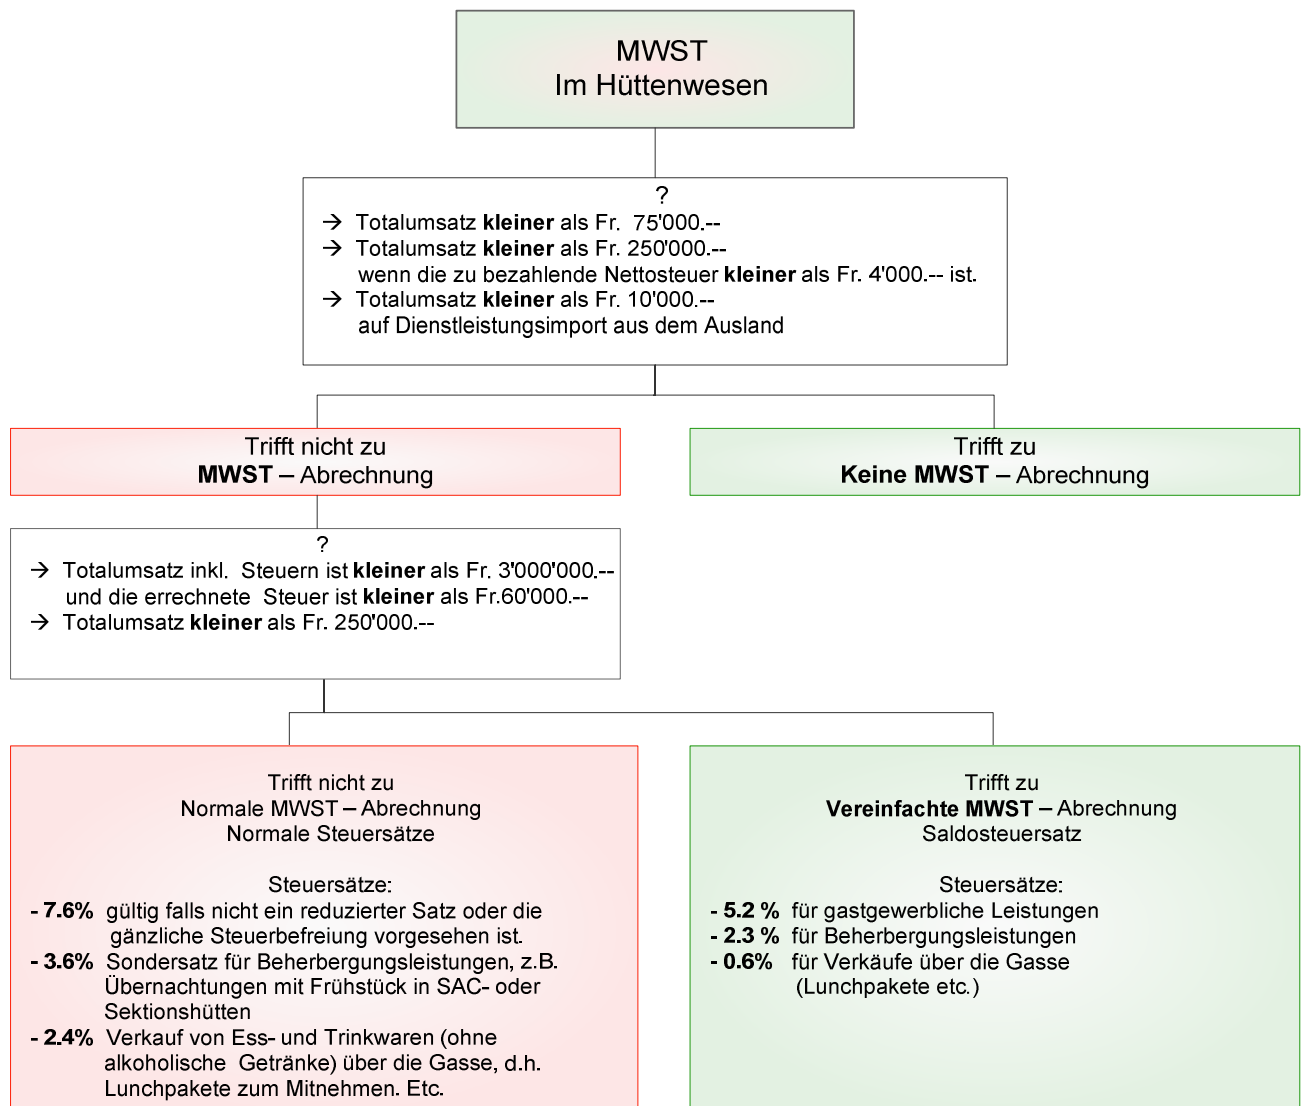 MWST
Im Hüttenwesen
?
→ Totalumsatz kleiner als Fr. 75'000.--
→ Totalumsatz kleiner als Fr. 250'000.--
wenn die zu bezahlende Nettosteuer kleiner als Fr. 4'000.-- ist.
→ Totalumsatz kleiner als Fr. 10'000.--
auf Dienstleistungsimport aus dem Ausland
Trifft nicht zu
MWST – Abrechnung
Trifft zu
Keine MWST – Abrechnung
?
→ Totalumsatz inkl. Steuern ist kleiner als Fr. 3'000'000.--
und die errechnete Steuer ist kleiner als Fr.60'000.--
→ Totalumsatz kleiner als Fr. 250'000.--
Trifft nicht zu
Normale MWST – Abrechnung
Normale Steuersätze
Steuersätze:
- 7.6% gültig falls nicht ein reduzierter Satz oder die
gänzliche Steuerbefreiung vorgesehen ist.
- 3.6% Sondersatz für Beherbergungsleistungen, z.B.
Übernachtungen mit Frühstück in SAC- oder
Sektionshütten
- 2.4% Verkauf von Ess- und Trinkwaren (ohne
alkoholische Getränke) über die Gasse, d.h.
Lunchpakete zum Mitnehmen. Etc.
Trifft zu
Vereinfachte MWST – Abrechnung
Saldosteuersatz
Steuersätze:
- 5.2 % für gastgewerbliche Leistungen
- 2.3 % für Beherbergungsleistungen
- 0.6% für Verkäufe über die Gasse
(Lunchpakete etc.)